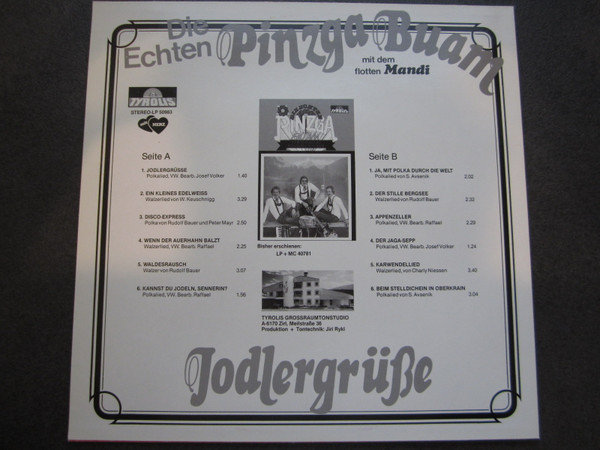 Die
Echten Pinzga Buam
mit dem
flotten Mandi
TYROLIS
STEREO-LP 50863
HERZ
PINZGA
Seite A
1. JODLERGRÜSSE
Polkalied, VW. Bearb. Josef Volker 1.40
2. EIN KLEINES EDELWEISS
Walzerlied von W. Keuschnigg 3.29
3. DISCO-EXPRESS
Polka von Rudolf Bauer und Peter Mayr 2.50
4. WENN DER AUERHAHN BALZT
Walzerlied, VW. Bearb. Raffael 2.25
5. WALDESRAUSCH
Walzer von Rudolf Bauer 3.67
6. KANNST DU JODELN, SENNERIN?
Polkalied, VW. Bearb. Raffael 1.56
Bisher erschienen:
LP + MC 40781
Seite B
1. JA, MIT POLKA DURCH DIE WELT
Polkalied von S. Avsenik 2.02
2. DER STILLE BERGSEE
Walzerlied von Rudolf Bauer 2.32
3. APPENZELLER
Polkalied, VW. Bearb. Raffael 2.26
4. DER JAGA-SEPP
Polkalied, VW. Bearb. Josef Volker 1.24
5. KARWENDELLIED
Walzerlied, von Charly Niessen 3.40
6. BEIM STELLDICHEIN IN OBERKRAIN
Polkalied von S. Avsenik 3.04
TYROLIS GROSSRAUMTONSTUDIO
A-6170 Zirl, Meilstraße 36
Produktion + Tontechnik: Jiri Rykl
Jodlergrüße